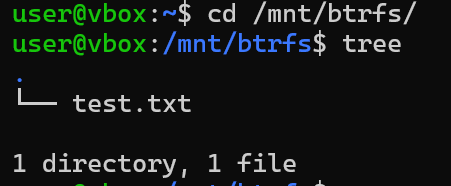 user@vbox:~$ cd /mnt/btrfs/
user@vbox:/mnt/btrfs$ tree
.
└── test.txt
1 directory, 1 file